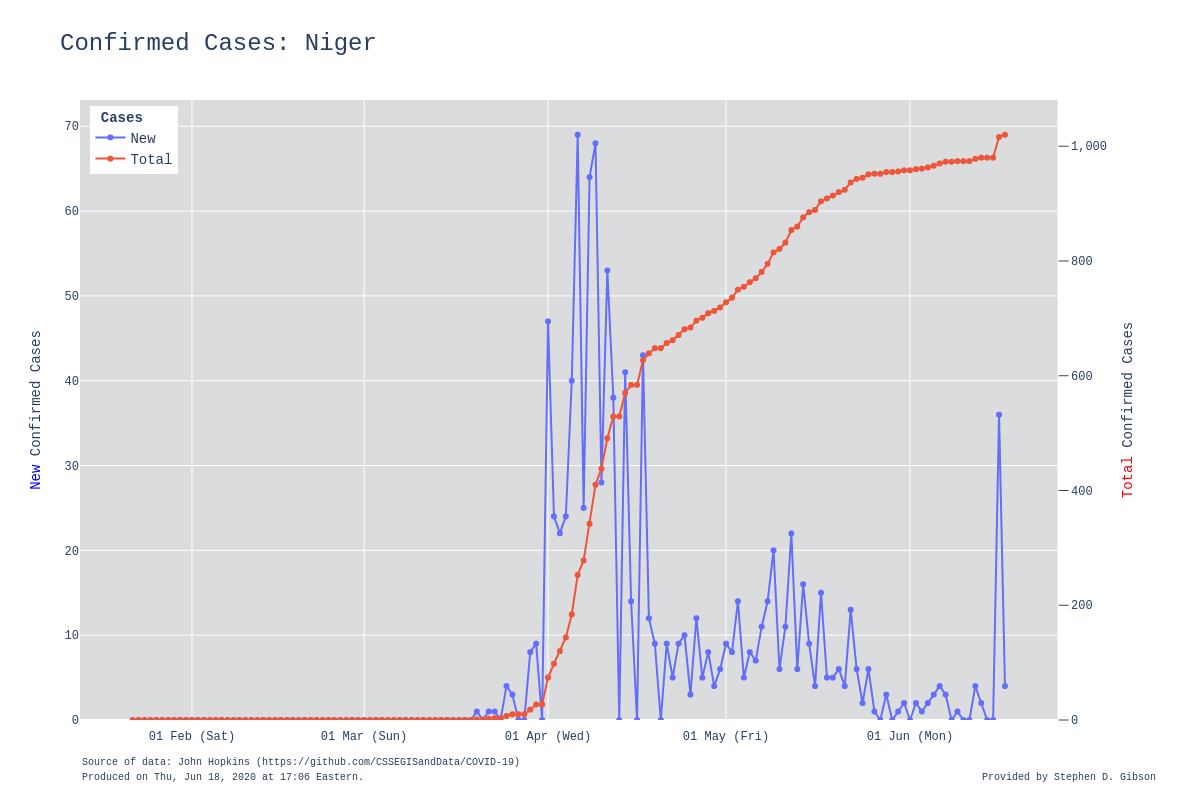 Confirmed Cases: Niger
Cases
New
Total
70
60
50
40
30
20
10
0
1,000
800
600
400
200
0
New Confirmed Cases
Total Confirmed Cases
01 Feb (Sat)
01 Mar (Sun)
01 Apr (Wed)
01 May (Fri)
01 Jun (Mon)
Source of data: John Hopkins (https://github.com/CSSEGISandData/COVID-19)
Produced on Thu, Jun 18, 2020 at 17:06 Eastern.
Provided by Stephen D. Gibson